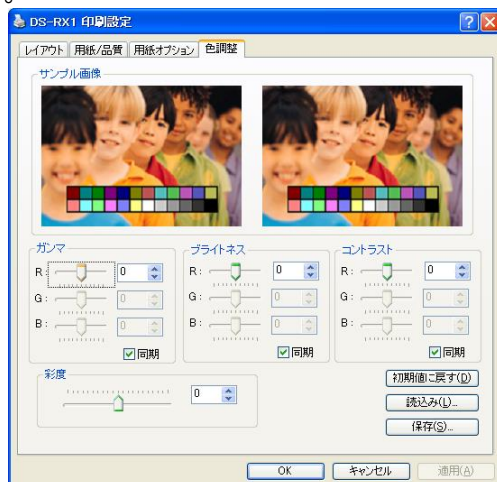 DS-RX1 印刷設定
レイアウト 用紙/品質 用紙オプション 色調整
サンプル画像
ガンマ ブライトネス コントラスト
R: 0 R: 0 R: 0
G: 0 G: 0 G: 0
B: 0 B: 0 B: 0
同期 同期 同期
彩度
0
初期値に戻す(D)
読込み(L)...
保存(S)...
OK キャンセル 適用(A)